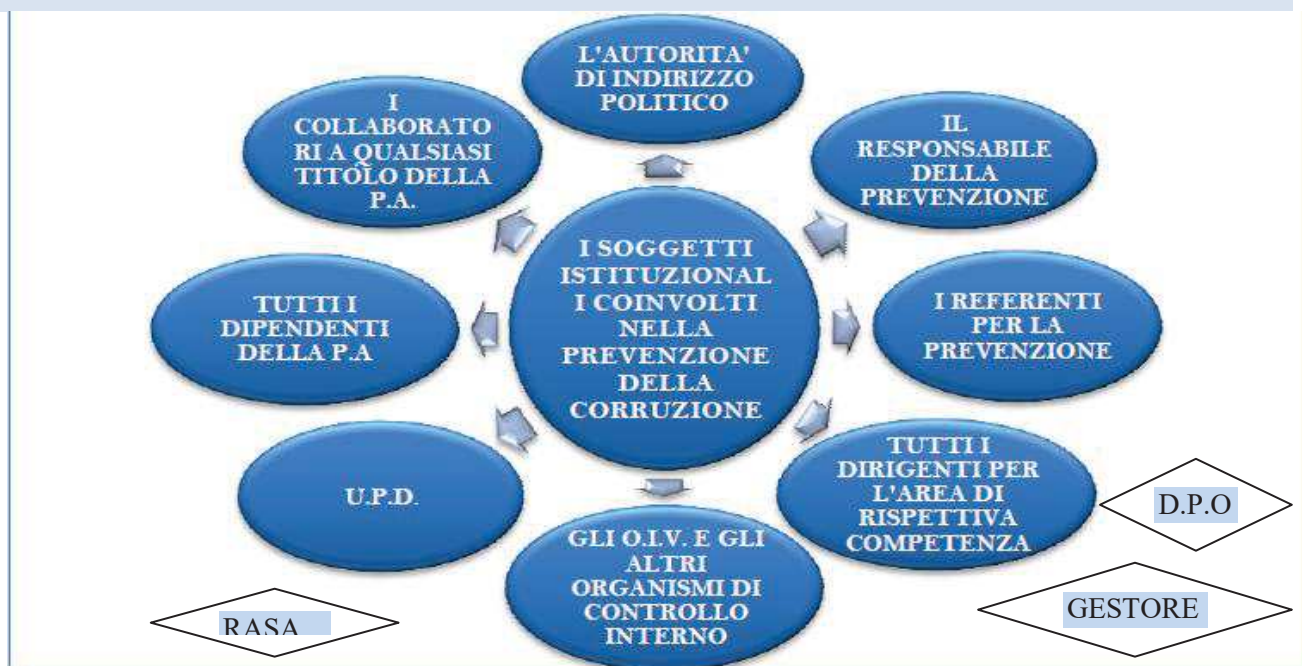 L'AUTORITA'
DI INDIRIZZO
POLITICO
IL
RESPONSABILE
DELLA
PREVENZIONE
I REFERENTI
PER LA
PREVENZIONE
TUTTI I
DIRIGENTI PER
L'AREA DI
RISPETTIVA
COMPETENZA
GLI O.I.V. E GLI
ALTRI
ORGANISMI DI
CONTROLLO
INTERNO
U.P.D.
TUTTI I
DIPENDENTI
DELLA P.A
I
COLLABORATO
RI A QUALSIASI
TITOLO DELLA
P.A.
I SOGGETTI
ISTITUZIONAL
I COINVOLTI
NELLA
PREVENZIONE
DELLA
CORRUZIONE
D.P.O
GESTORE
RASA